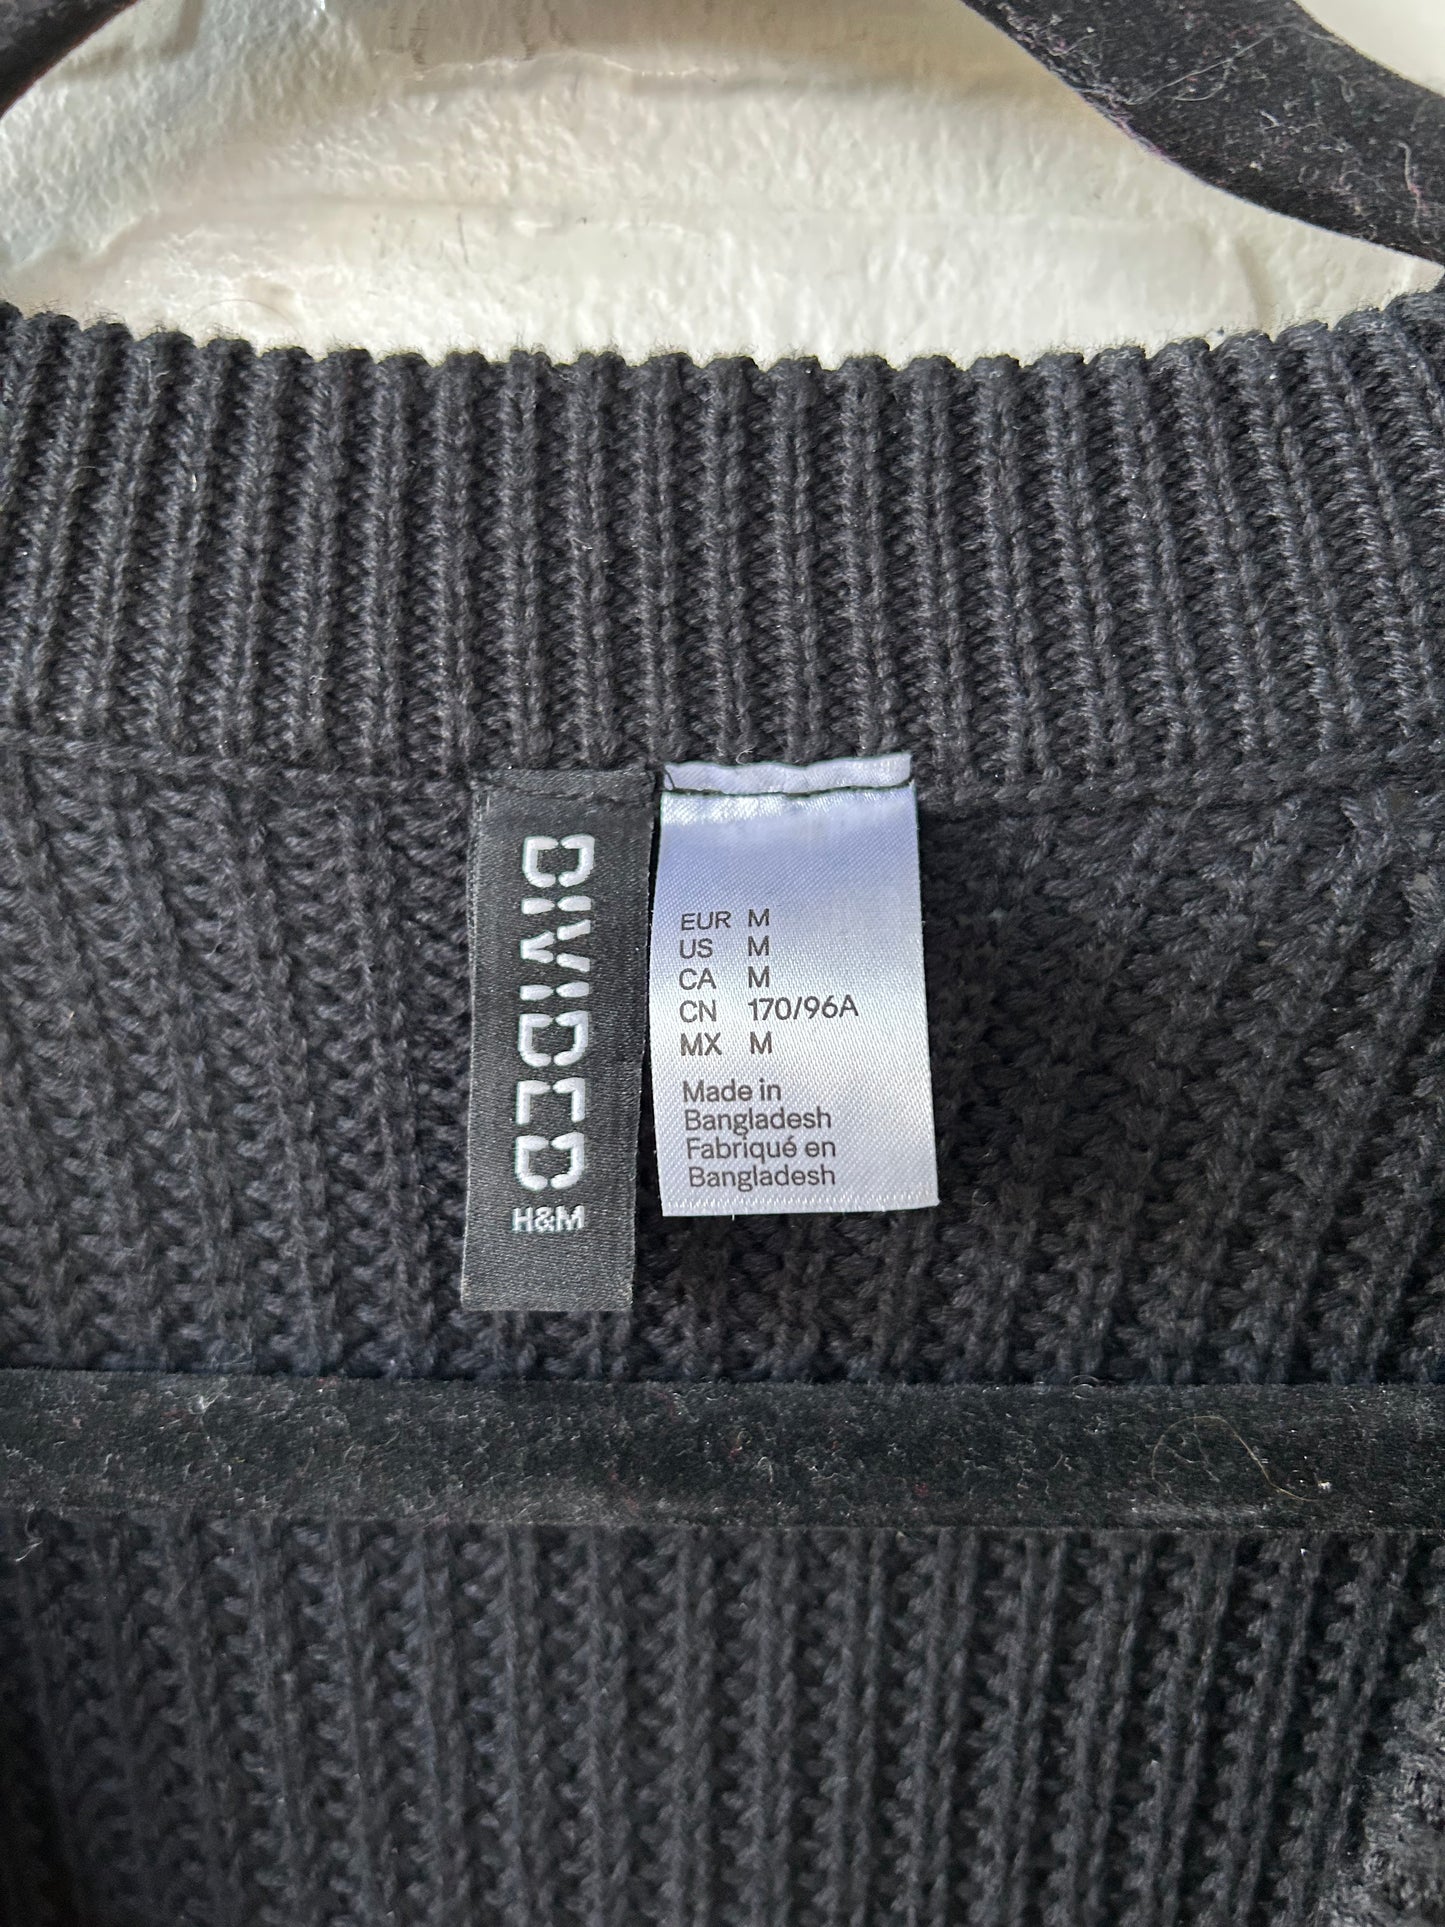 DIVIDED
H&M
EUR M
US M
CA M
CN 170/96A
MX M
Made in
Bangladesh
Fabriqué en
Bangladesh